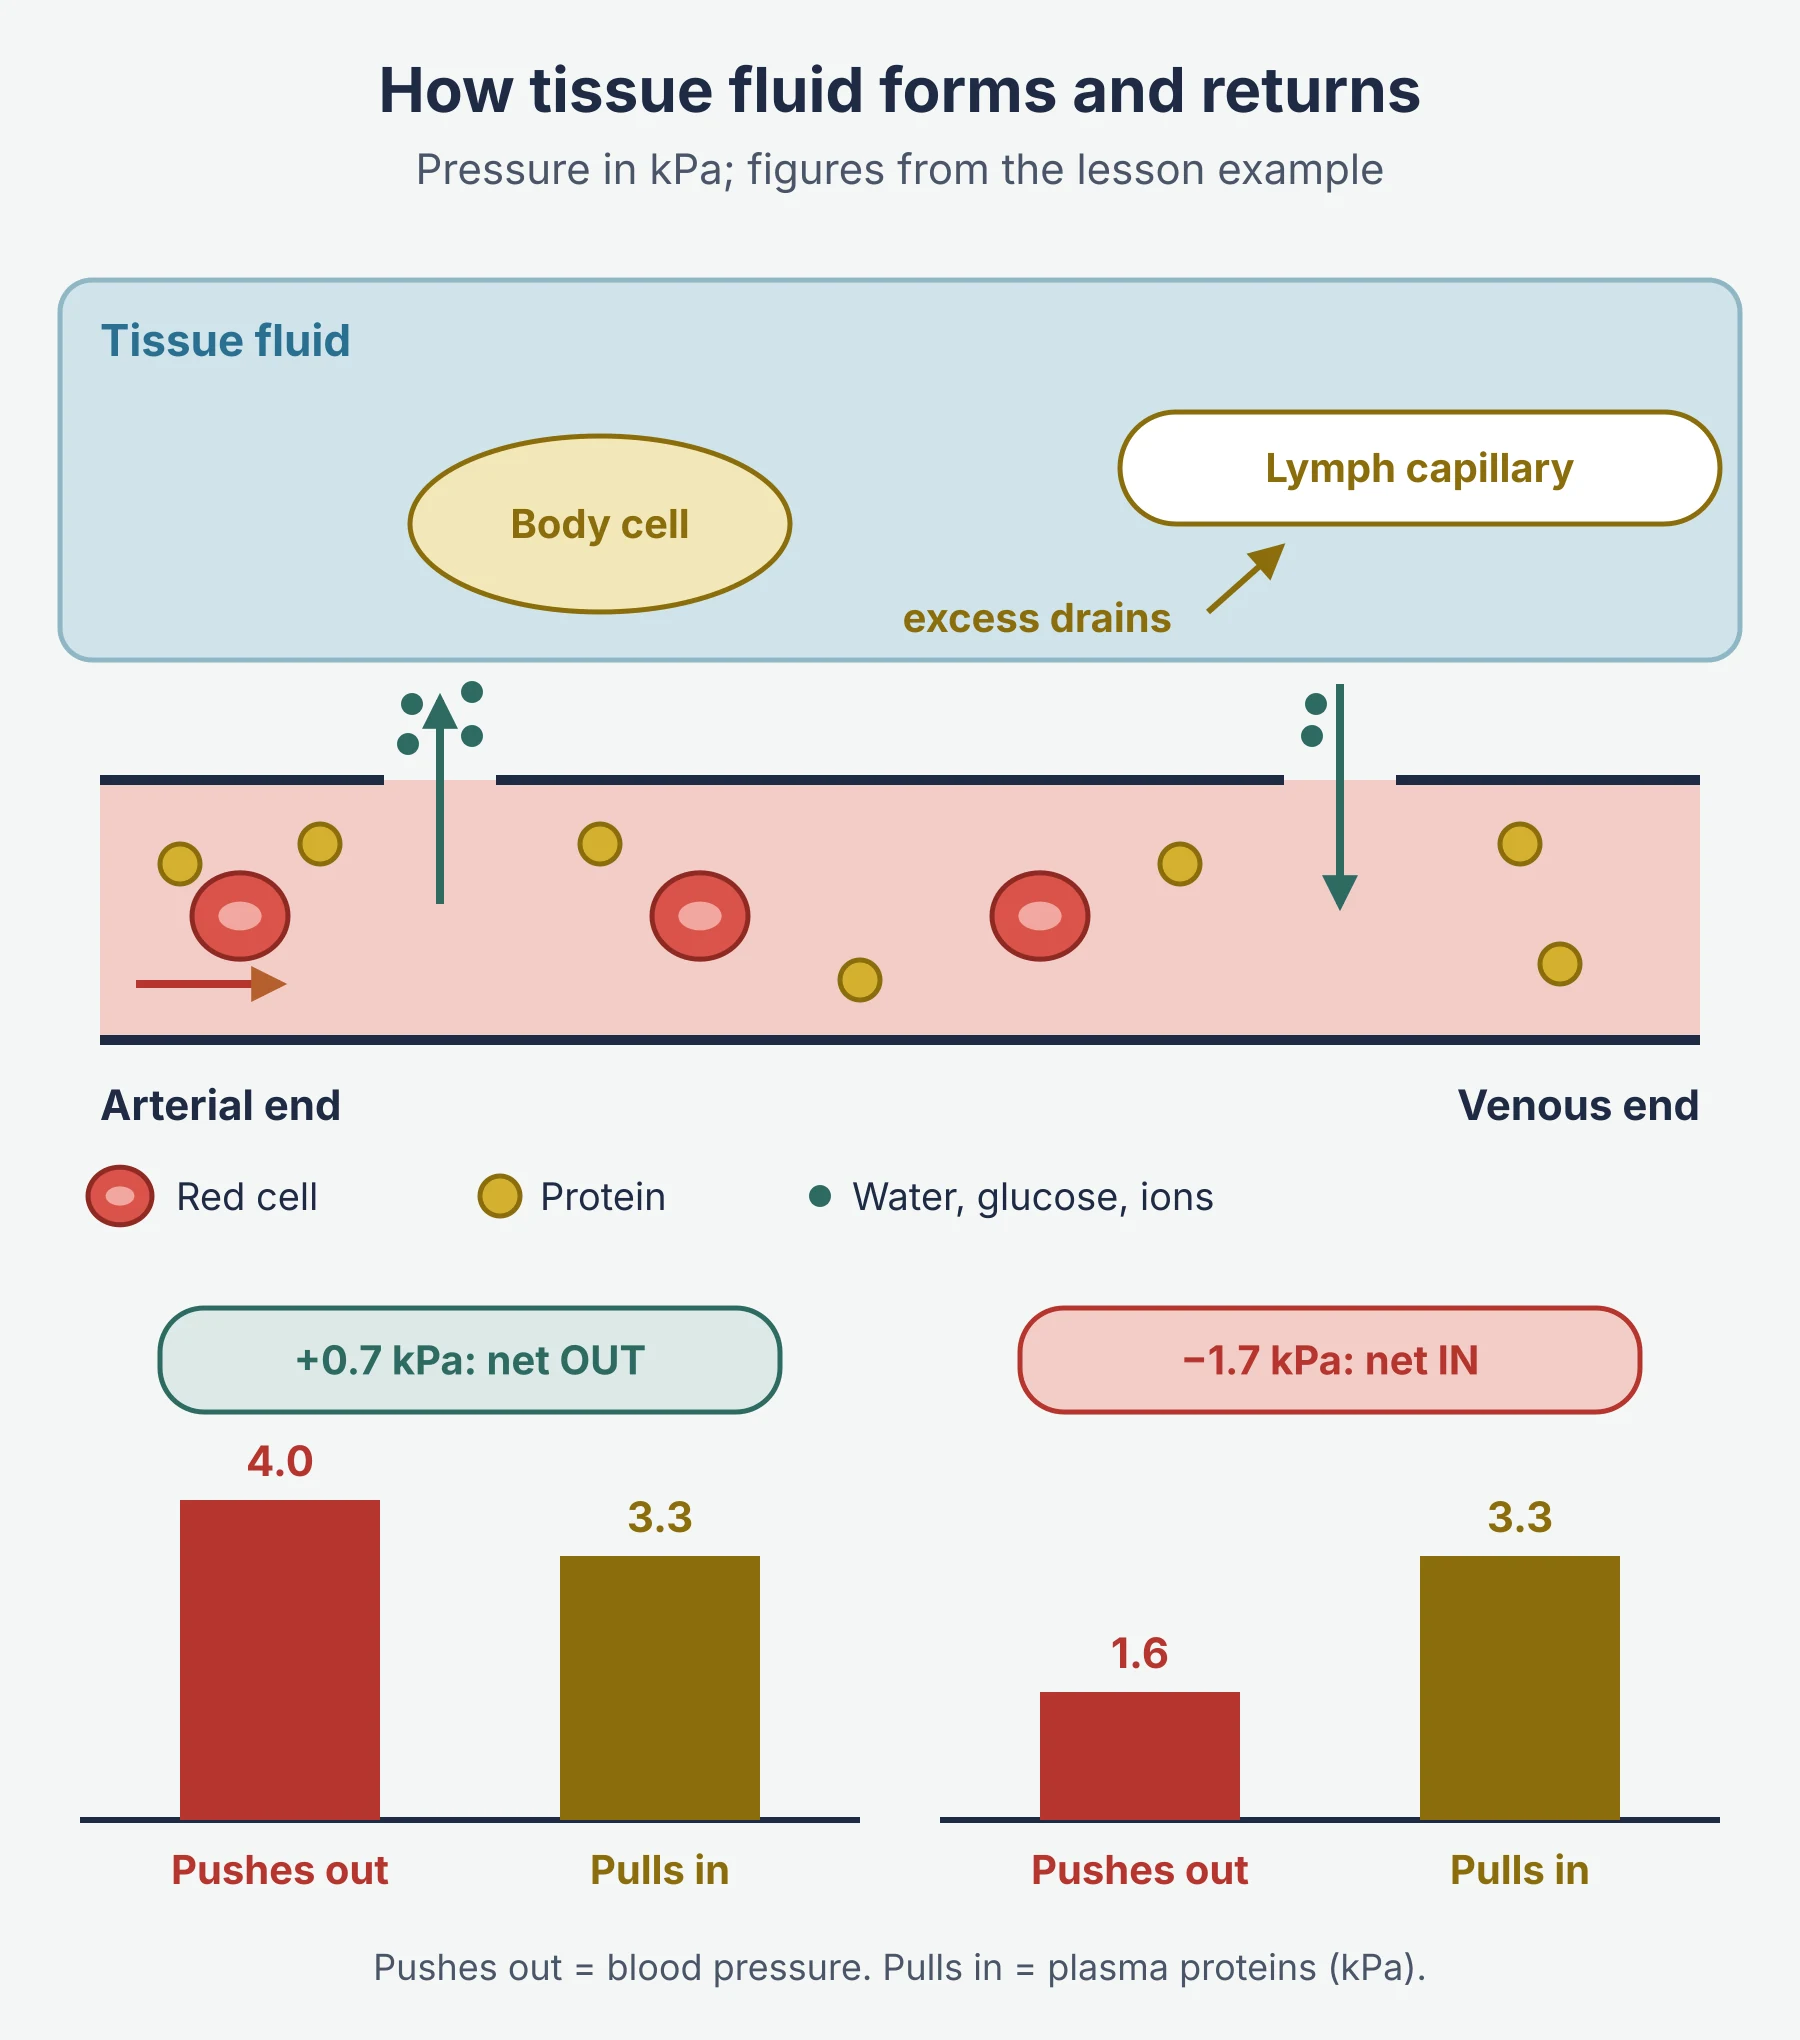 How tissue fluid forms and returns
Pressure in kPa; figures from the lesson example
Tissue fluid
Lymph capillary
Body cell
excess drains
Arterial end
Venous end
Red cell
Protein
Water, glucose, ions
+0.7 kPa: net OUT
−1.7 kPa: net IN
4.0
3.3
1.6
3.3
Pushes out
Pulls in
Pushes out
Pulls in
Pushes out = blood pressure. Pulls in = plasma proteins (kPa).